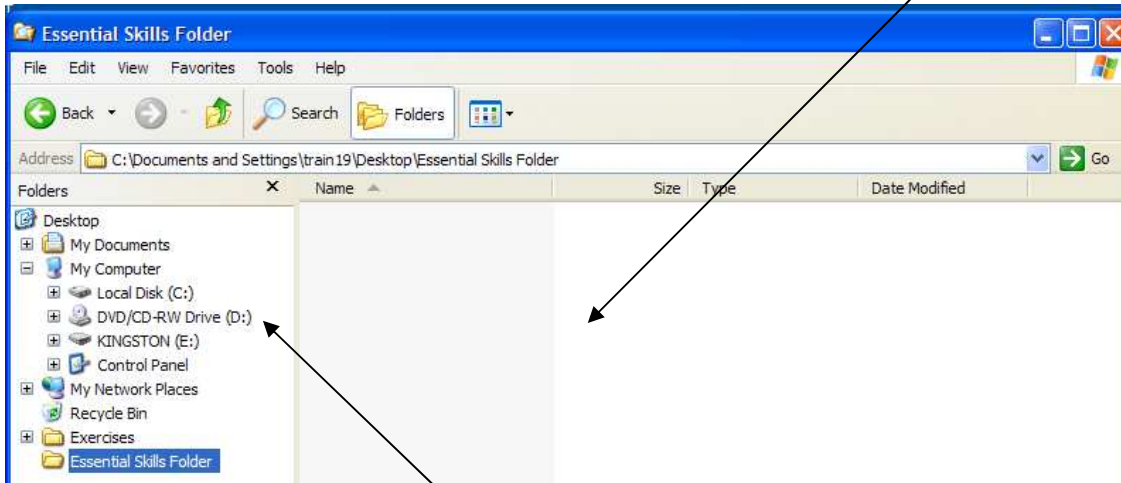 Essential Skills Folder
File Edit View Favorites Tools Help
Back Search Folders
Address C:\Documents and Settings\train19\Desktop\Essential Skills Folder Go
Folders X Name Size Type Date Modified
Desktop
My Documents
My Computer
Local Disk (C:)
DVD/CD-RW Drive (D:)
KINGSTON (E:)
Control Panel
My Network Places
Recycle Bin
Exercises
Essential Skills Folder